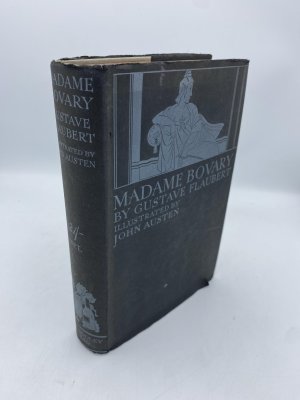 MADAME
BOVARY
GUSTAVE
FLAUBERT
AUSTEN
MADAME BOVARY
BY GUSTAVE FLAUBERT
ILLUSTRATED BY
JOHN AUSTEN